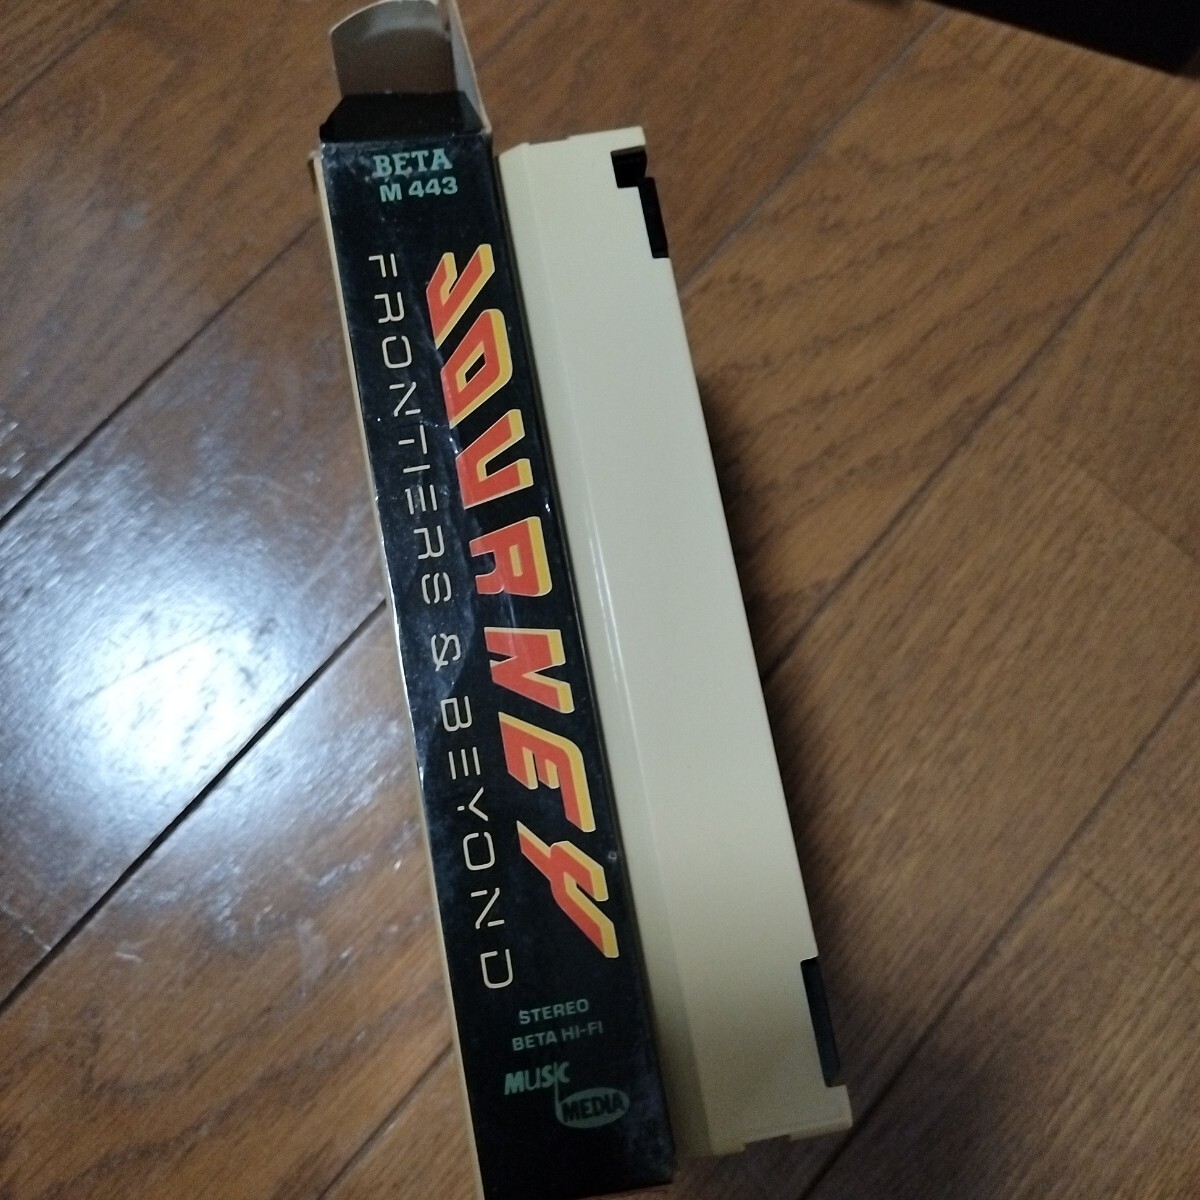 BETA
M 443
JOURNEY
FRONTIERS & BEYOND
STEREO
BETA HI-FI
MUSIC
MEDIA